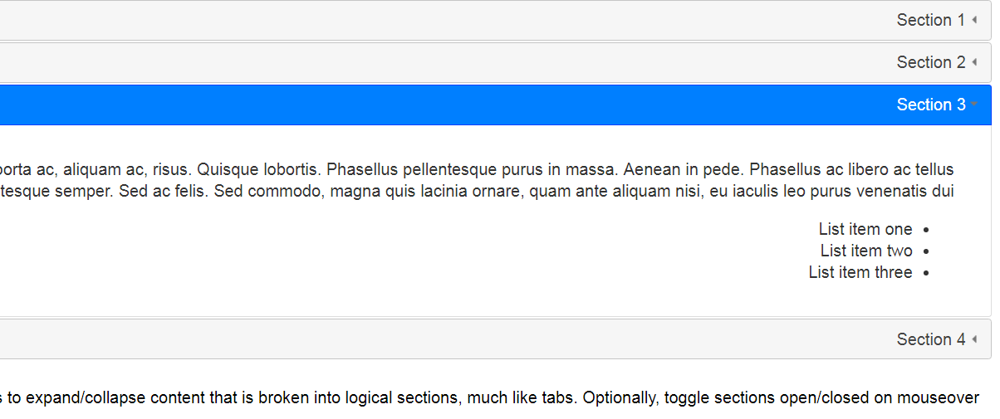 Section 1
Section 2
Section 3
ac, aliquam ac, risus. Quisque lobortis. Phasellus pellentesque purus in massa. Aenean in pede. Phasellus ac libero ac tellus
semper. Sed ac felis. Sed commodo, magna quis lacinia ornare, quam ante aliquam nisi, eu iaculis leo purus venenatis dui
List item one
List item two
List item three
Section 4
to expand/collapse content that is broken into logical sections, much like tabs. Optionally, toggle sections open/closed on mouseover